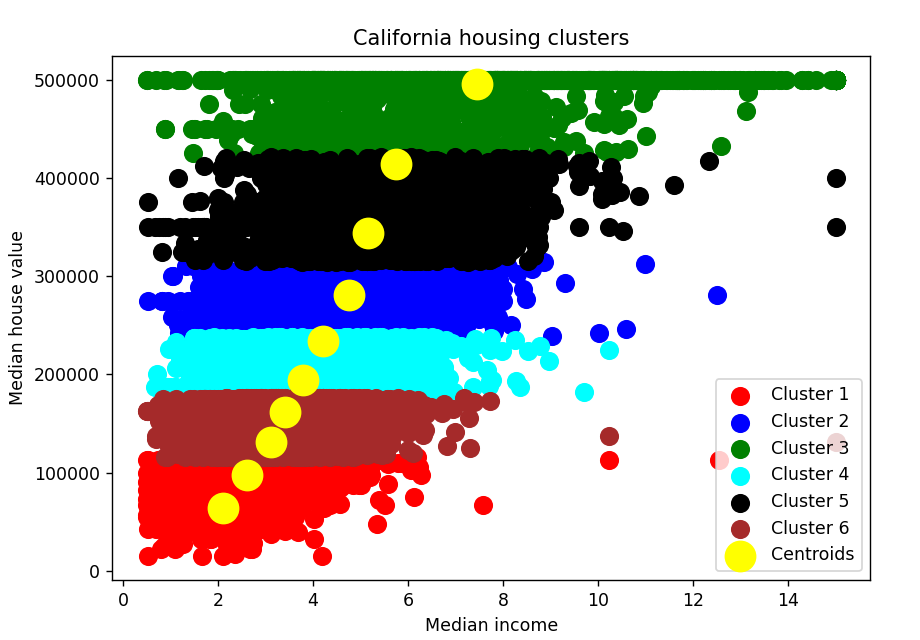 California housing clusters
500000
400000
300000
200000
100000
0
Median house value
0 2 4 6 8 10 12 14
Median income
Cluster 1
Cluster 2
Cluster 3
Cluster 4
Cluster 5
Cluster 6
Centroids